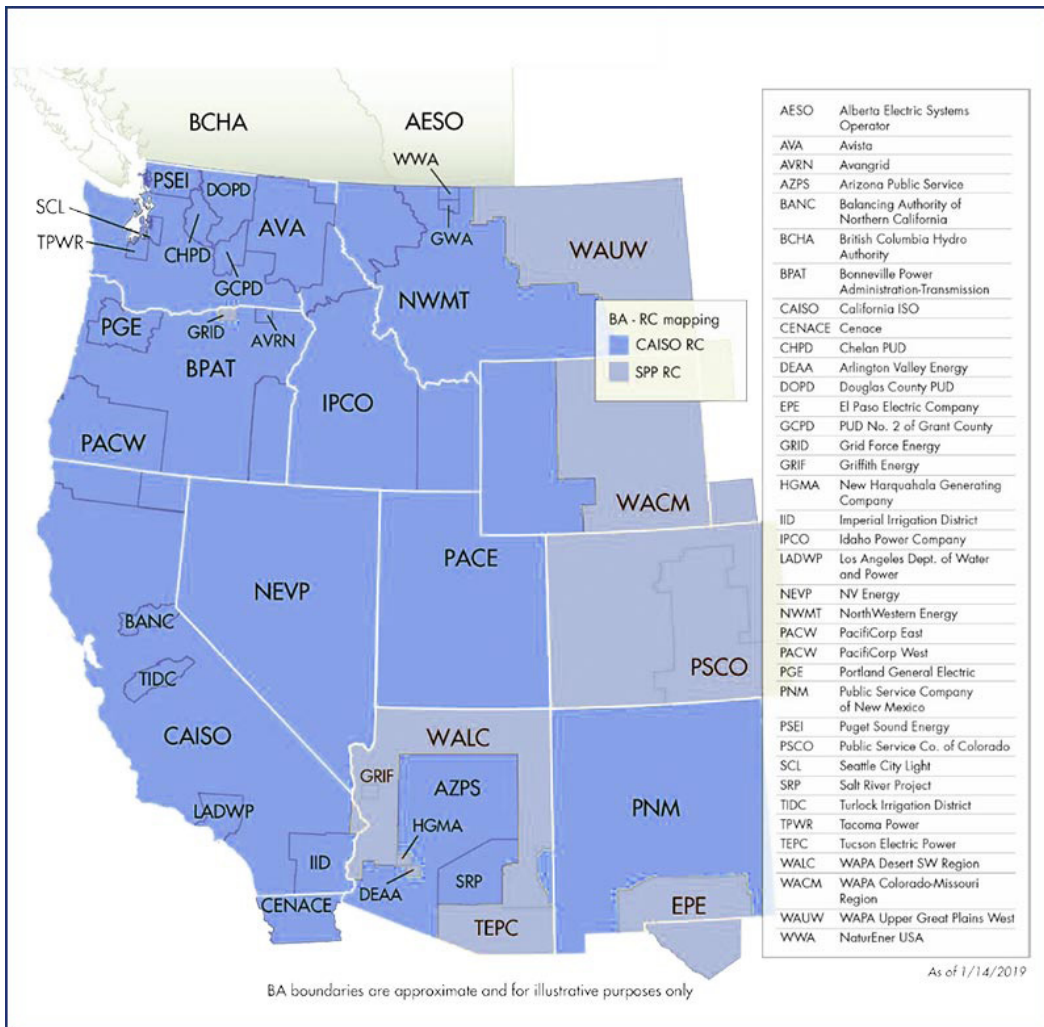 BCHA
AESO
WWA
PSEI
DOPD
SCL
AVA
GWA
TPWR
CHPD
WAUW
GCPD
NWMT
PGE
GRID
AVRN
BPAT
BA - RC mapping
CAISO RC
SPP RC
IPCO
PACW
WACM
NEVP
PACE
BANC
PSCO
TIDC
CAISO
WALC
GRIF
AZPS
LADWP
HGMA
PNM
IID
DEAA
SRP
CENACE
EPE
TEPC
AESO Alberta Electric Systems
Operator
AVA Avista
AVRN Avangrid
AZPS Arizona Public Service
BANC Balancing Authority of
Northern California
BCHA British Columbia Hydro
Authority
BPAT Bonneville Power
Administration-Transmission
CAISO California ISO
CENACE Cenace
CHPD Chelan PUD
DEAA Arlington Valley Energy
DOPD Douglas County PUD
EPE El Paso Electric Company
GCPD PUD No. 2 of Grant County
GRID Grid Force Energy
GRIF Griffith Energy
HGMA New Harquahala Generating
Company
IID Imperial Irrigation District
IPCO Idaho Power Company
LADWP Los Angeles Dept. of Water
and Power
NEVP NV Energy
NWMT NorthWestern Energy
PACW PacifiCorp East
PACW PacifiCorp West
PGE Portland General Electric
PNM Public Service Company
of New Mexico
PSEI Puget Sound Energy
PSCO Public Service Co. of Colorado
SCL Seattle City Light
SRP Salt River Project
TIDC Turlock Irrigation District
TPWR Tacoma Power
TEPC Tucson Electric Power
WALC WAPA Desert SW Region
WACM WAPA Colorado-Missouri
Region
WAUW WAPA Upper Great Plains West
WWA NaturEner USA
As of 1/14/2019
BA boundaries are approximate and for illustrative purposes only